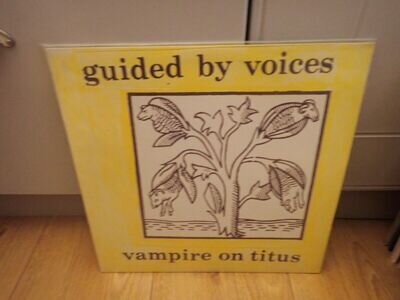 guided by voices
vampire on titus